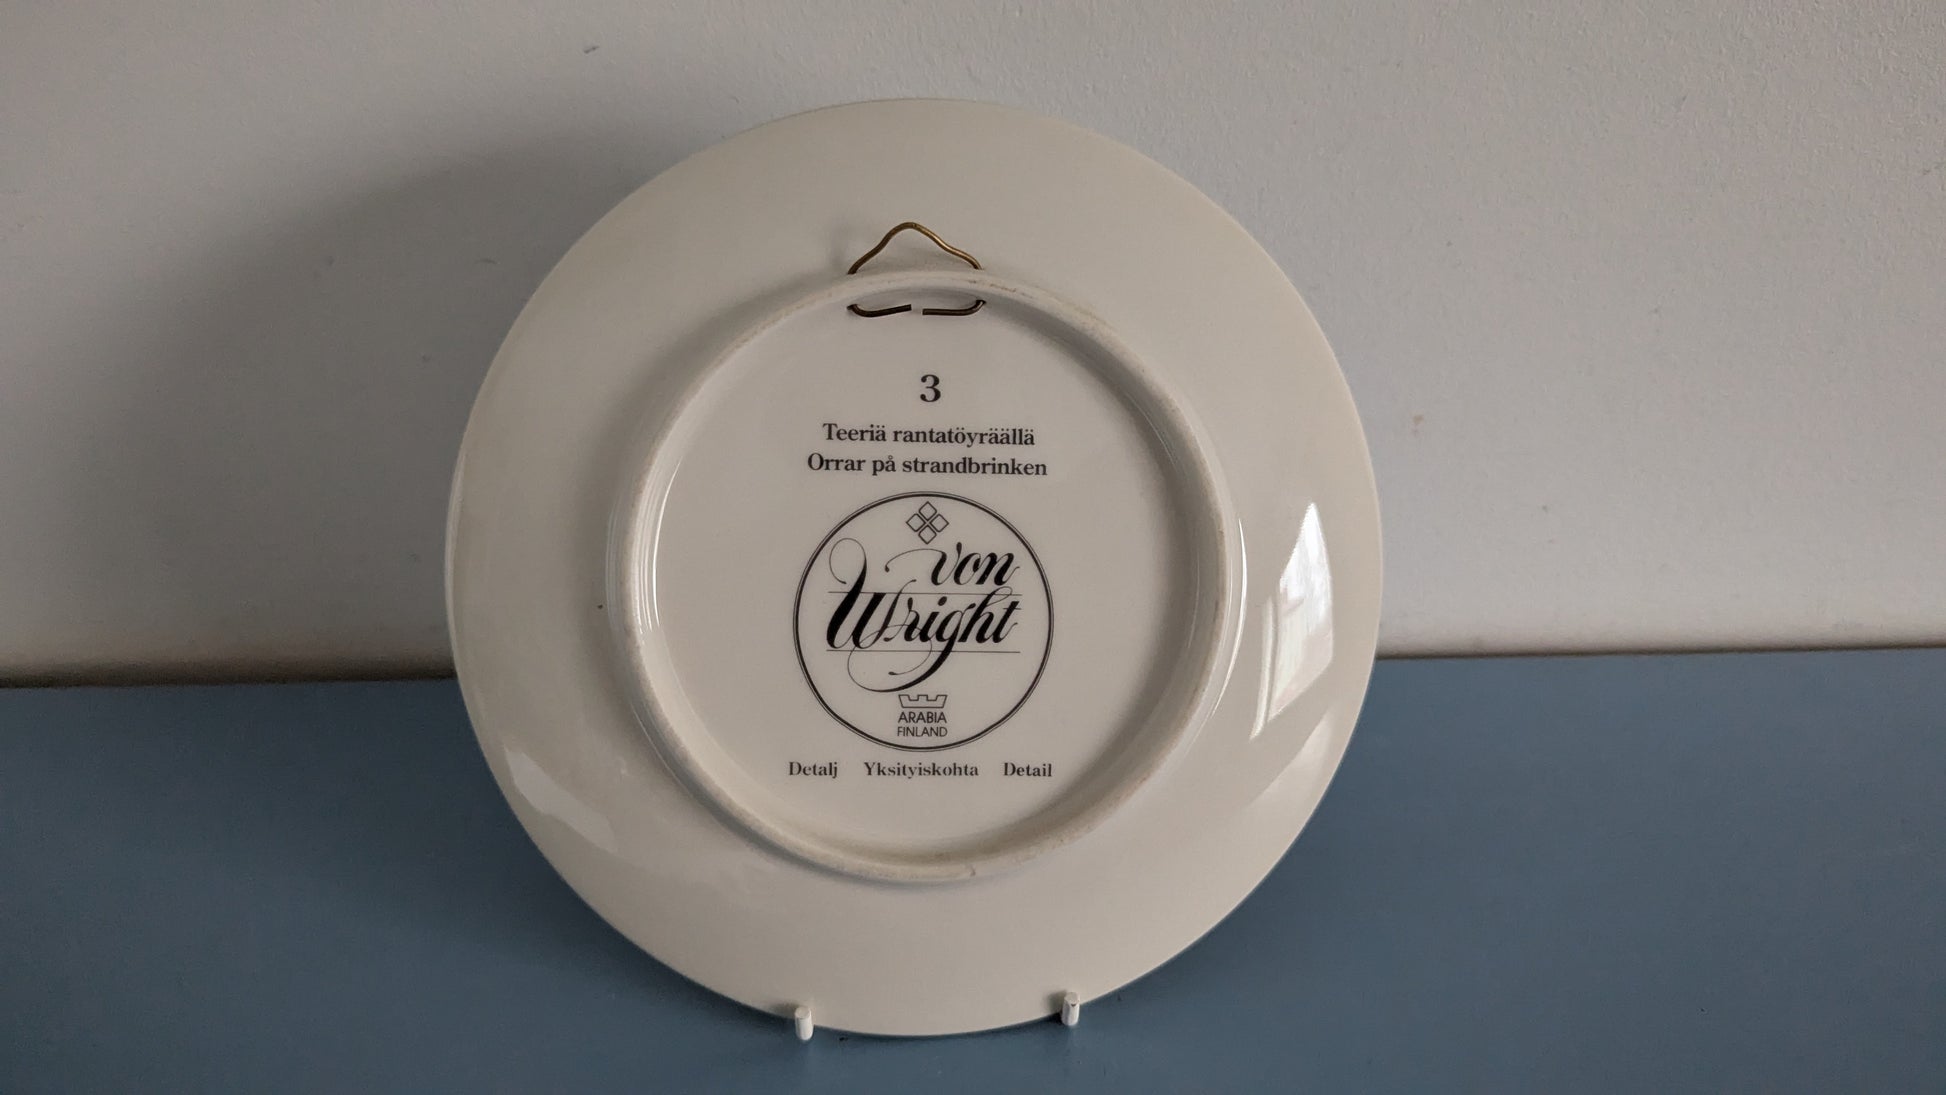 3
Teeriä rantatöyräällä
Orrar på strandbrinken
von
Wright
ARABIA
FINLAND
Detalj Yksityiskohta Detail